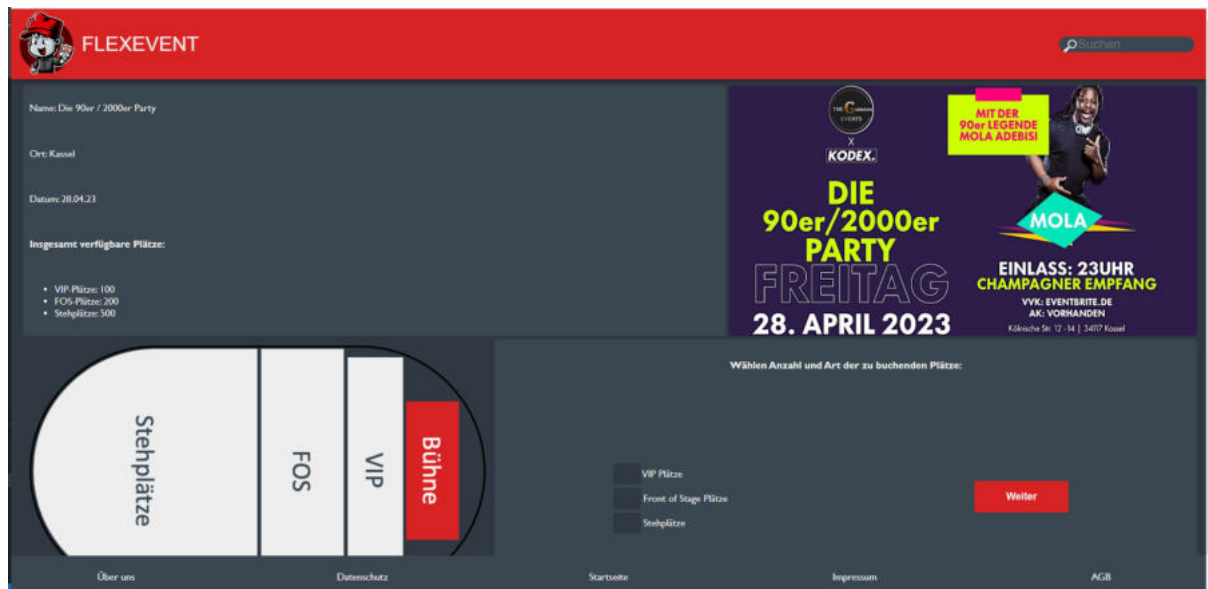 FLEXEVENT
Suchen
Name: Die 90er / 2000er Party
Ort: Kassel
Datum: 28.04.23
Insgesamt verfügbare Plätze:
VIP-Plätze: 100
FOS-Plätze: 200
Stehplätze: 500
EVENTS
X
KODEX.
MIT DER
90er LEGENDE
MOLA ADEBISI
DIE
90er/2000er
PARTY
FREITAG
28. APRIL 2023
MOLA
EINLASS: 23UHR
CHAMPAGNER EMPFANG
VVK: EVENTBRITE.DE
AK: VORHANDEN
Kölnische Str. 12 - 14 | 34117 Kassel
Stehplätze
FOS
VIP
Bühne
Wählen Anzahl und Art der zu buchenden Plätze:
VIP Plätze
Front of Stage Plätze
Stehplätze
Weiter
Über uns
Datenschutz
Startseite
Impressum
AGB